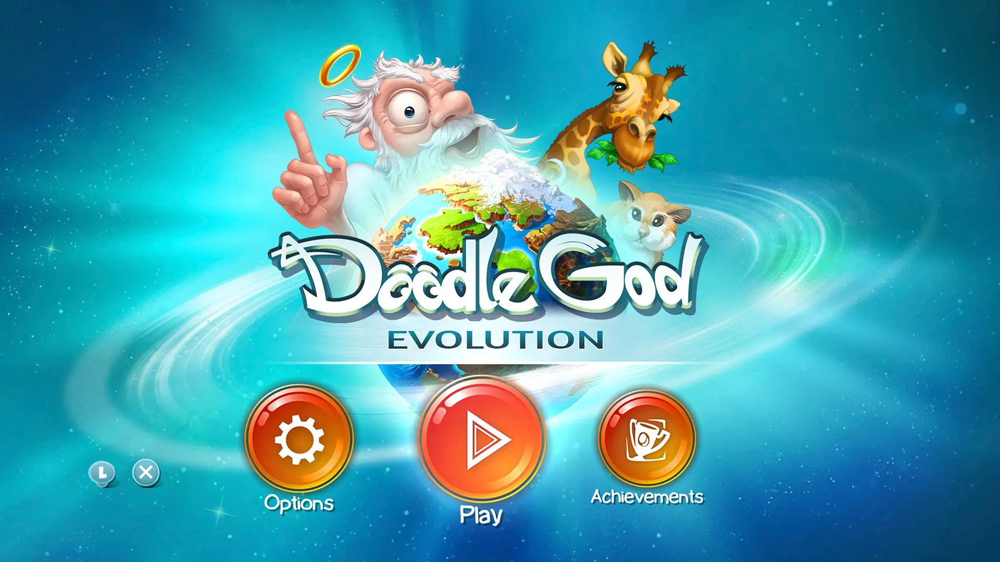 Doodle God
EVOLUTION
L
X
Options
Play
Achievements